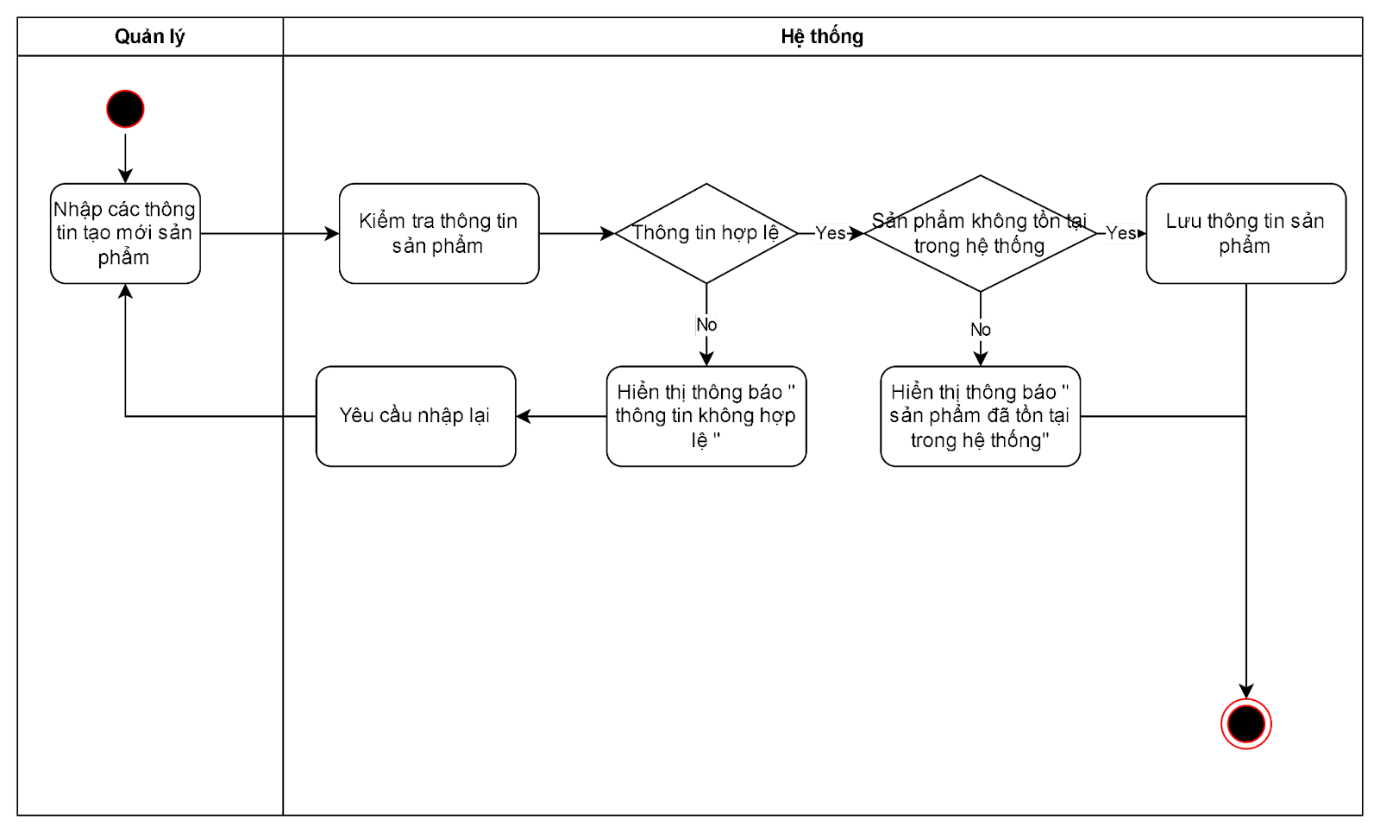 Quản lý
Hệ thống
Nhập các thông
tin tạo mới sản
phẩm
Kiểm tra thông tin
sản phẩm
Thông tin hợp lệ
Yes
Sản phẩm không tồn tại
trong hệ thống
Yes
Lưu thông tin sản
phẩm
No
No
Yêu cầu nhập lại
Hiển thị thông báo "
thông tin không hợp
lệ "
Hiển thị thông báo "
sản phẩm đã tồn tại
trong hệ thống"